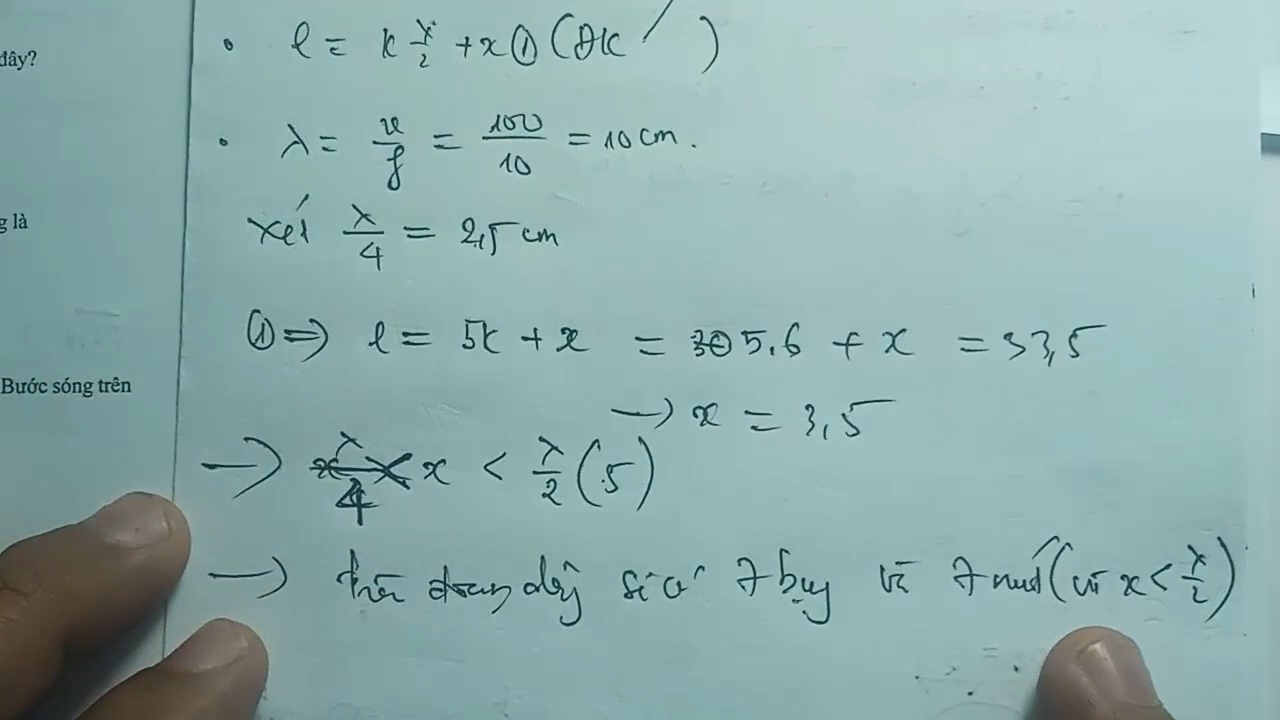 dây?
• l = k λ/2 + x ① (ĐK )
• λ = v/f = 100/10 = 10 cm.
g là
xét λ/4 = 2,5 cm
① ⇒ l = 5k + x = 5.6 + x = 33,5
→ x = 3,5
Bước sóng trên
→ x < λ/2 (5)
→ trên đoạn dây sẽ có 7 bụng và 7 nút (vì x < λ/2)